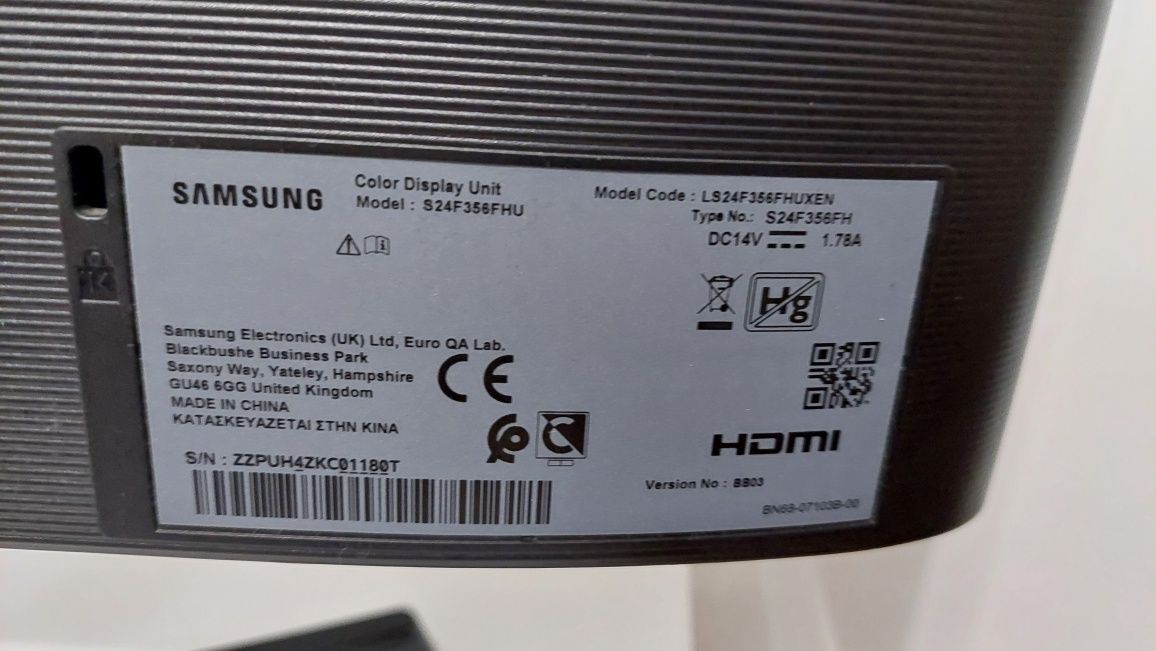 SAMSUNG
Color Display Unit
Model : S24F356FHU
Model Code : LS24F356FHUXEN
Type No.: S24F356FH
DC14V 1.78A
Hg
Samsung Electronics (UK) Ltd, Euro QA Lab.
Blackbushe Business Park
Saxony Way, Yateley, Hampshire
GU46 6GG United Kingdom
MADE IN CHINA
ΚΑΤΑΣΚΕΥΑΖΕΤΑΙ ΣΤΗΝ ΚΙΝΑ
CE
S/N : ZZPUH4ZKC01180T
HDMI
Version No : BB03
BN68-07103B-00
K